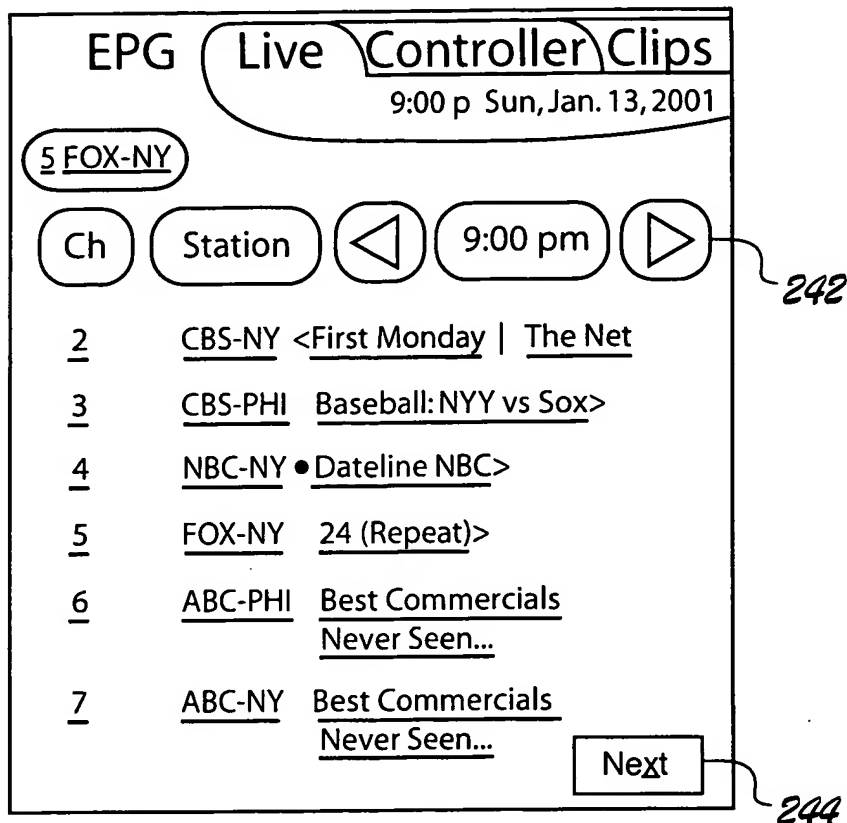 EPG Live Controller Clips
9:00 p Sun, Jan. 13, 2001
5 FOX-NY
Ch Station 9:00 pm
242
2 CBS-NY <First Monday | The Net
3 CBS-PHI Baseball: NYY vs Sox>
4 NBC-NY •Dateline NBC>
5 FOX-NY 24 (Repeat)>
6 ABC-PHI Best Commercials
Never Seen...
7 ABC-NY Best Commercials
Never Seen...
Next
244